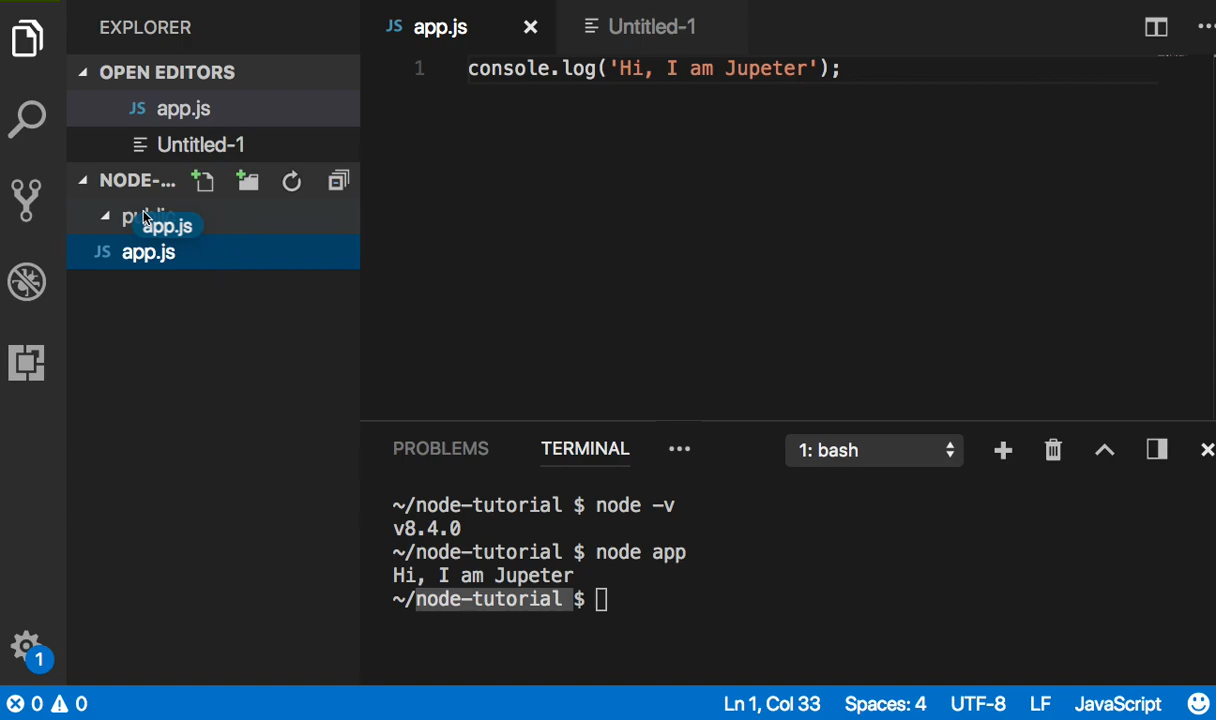 EXPLORER
OPEN EDITORS
JS app.js
Untitled-1
NODE-...
app.js
JS app.js
JS app.js
Untitled-1
1 console.log('Hi, I am Jupeter');
PROBLEMS TERMINAL 1: bash
~/node-tutorial $ node -v
v8.4.0
~/node-tutorial $ node app
Hi, I am Jupeter
~/node-tutorial $
1
0 0 Ln 1, Col 33 Spaces: 4 UTF-8 LF JavaScript